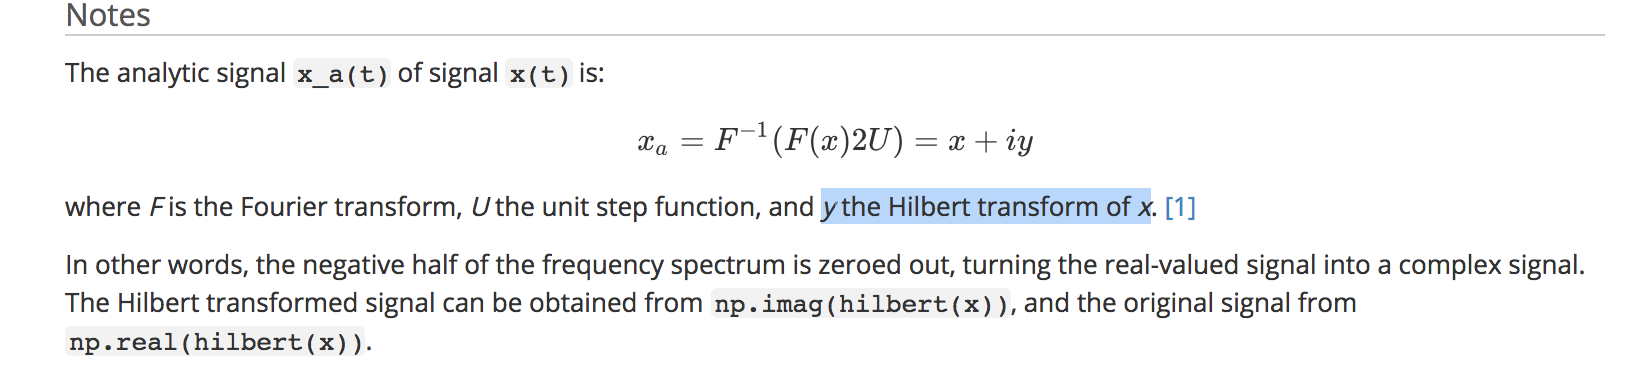 Notes
The analytic signal x_a(t) of signal x(t) is:
xₐ = F⁻¹(F(x)2U) = x + iy
where F is the Fourier transform, U the unit step function, and y the Hilbert transform of x. [1]
In other words, the negative half of the frequency spectrum is zeroed out, turning the real-valued signal into a complex signal.
The Hilbert transformed signal can be obtained from np.imag(hilbert(x)), and the original signal from
np.real(hilbert(x)).